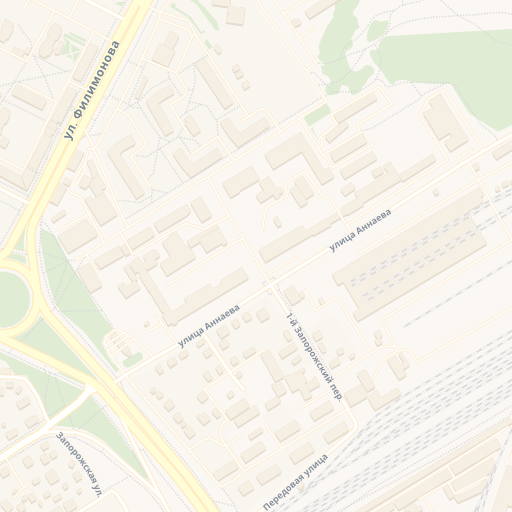 ул. Филимонова
улица Аннаева
улица Аннаева
1-й Запорожский пер.
Запорожская ул.
Передовая улица